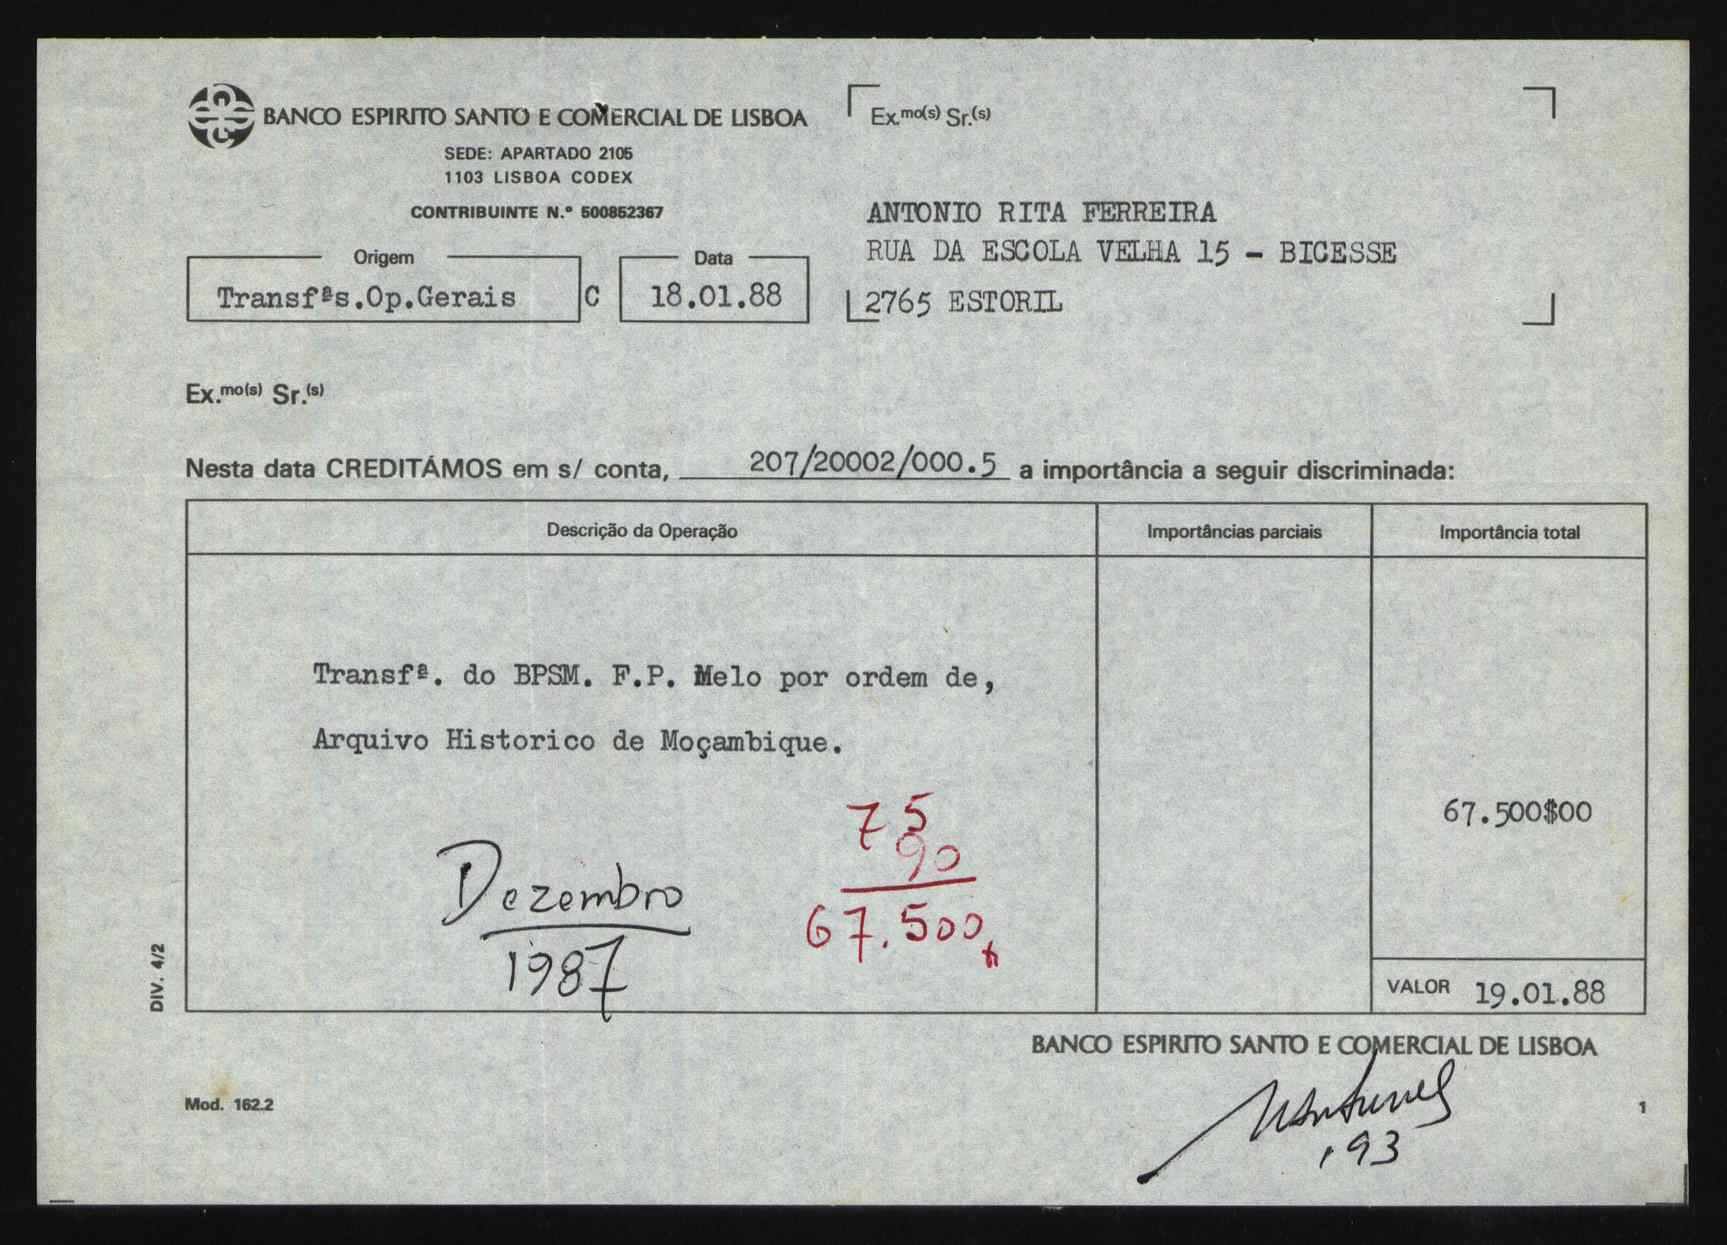 BANCO ESPIRITO SANTO E COMERCIAL DE LISBOA
SEDE: APARTADO 2105
1103 LISBOA CODEX
CONTRIBUINTE N.º 500852367
Ex.mo(s) Sr.(s)
ANTONIO RITA FERREIRA
RUA DA ESCOLA VELHA 15 - BICESSE
2765 ESTORIL
Origem
Transfªs.Op.Gerais
C
Data
18.01.88
Ex.mo(s) Sr.(s)
Nesta data CREDITÁMOS em s/ conta, 207/20002/000.5 a importância a seguir discriminada:
Descrição da Operação Importâncias parciais Importância total
Transfª. do BPSM. F.P. Melo por ordem de,
Arquivo Historico de Moçambique.
67.500$00
75
90
67.500
Dezembro
1987
VALOR 19.01.88
DIV. 4/2
BANCO ESPIRITO SANTO E COMERCIAL DE LISBOA
Mod. 162.2
193
1